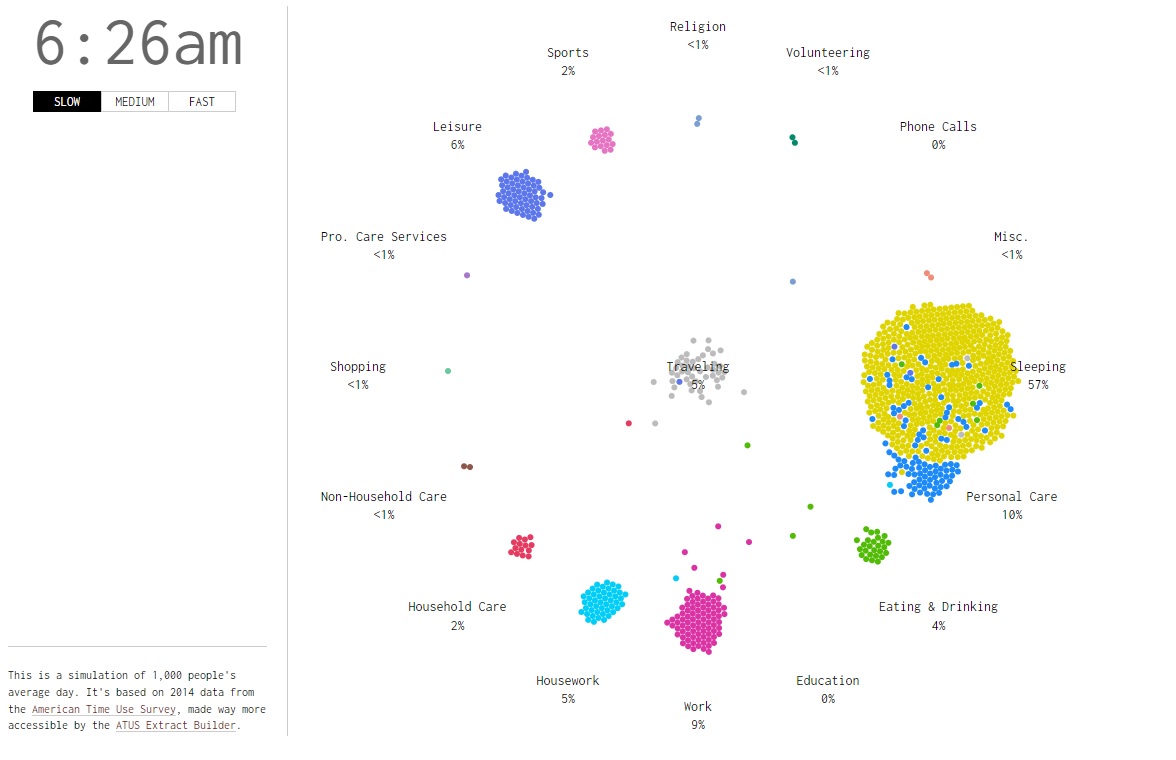 6:26am
SLOW MEDIUM FAST
Religion
<1%
Sports
2%
Volunteering
<1%
Leisure
6%
Phone Calls
0%
Pro. Care Services
<1%
Misc.
<1%
Shopping
<1%
Traveling
5%
Sleeping
57%
Non-Household Care
<1%
Personal Care
10%
Household Care
2%
Eating & Drinking
4%
Housework
5%
Work
9%
Education
0%
This is a simulation of 1,000 people's
average day. It's based on 2014 data from
the American Time Use Survey, made way more
accessible by the ATUS Extract Builder.